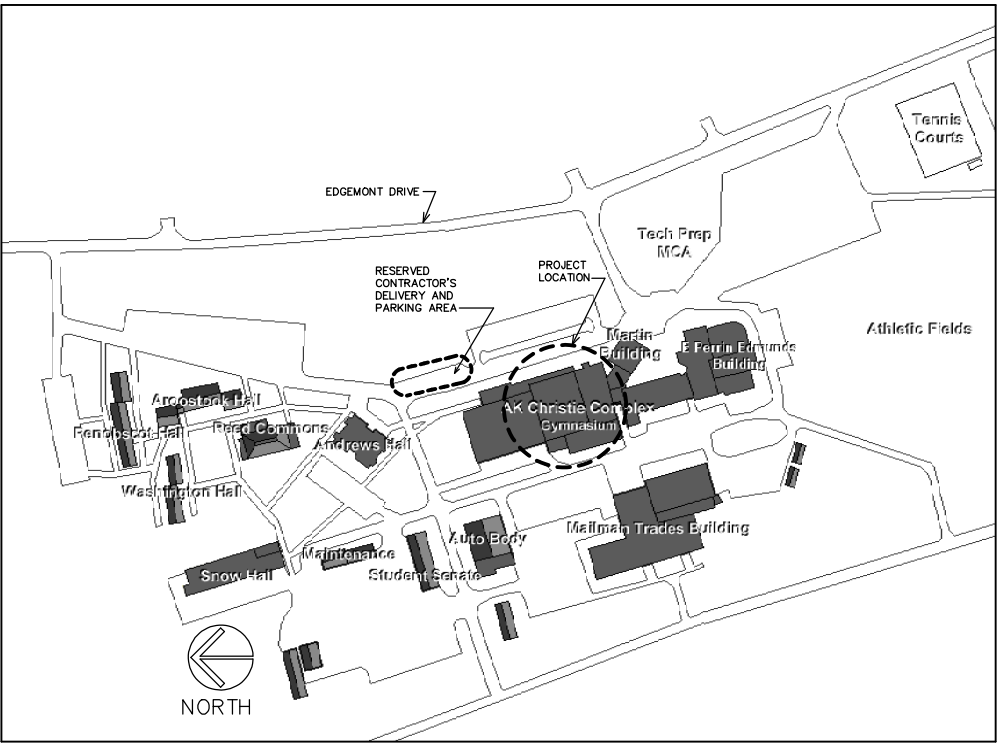 Tennis
Courts
EDGEMONT DRIVE
Tech Prep
MCA
RESERVED
CONTRACTOR'S
DELIVERY AND
PARKING AREA
PROJECT
LOCATION
Athletic Fields
Martin
Building
E Perrin Edmunds
Building
Aroostook Hall
AK Christie Complex
Gymnasium
Penobscot Hall
Reed Commons
Andrews Hall
Washington Hall
Mailman Trades Building
Auto Body
Maintenance
Snow Hall
Student Senate
NORTH